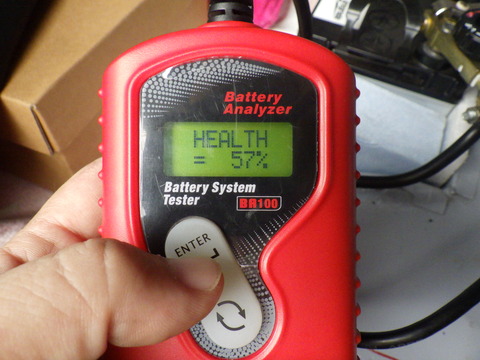 Battery
Analyzer
HEALTH
= 57%
Battery System
Tester BA100
ENTER